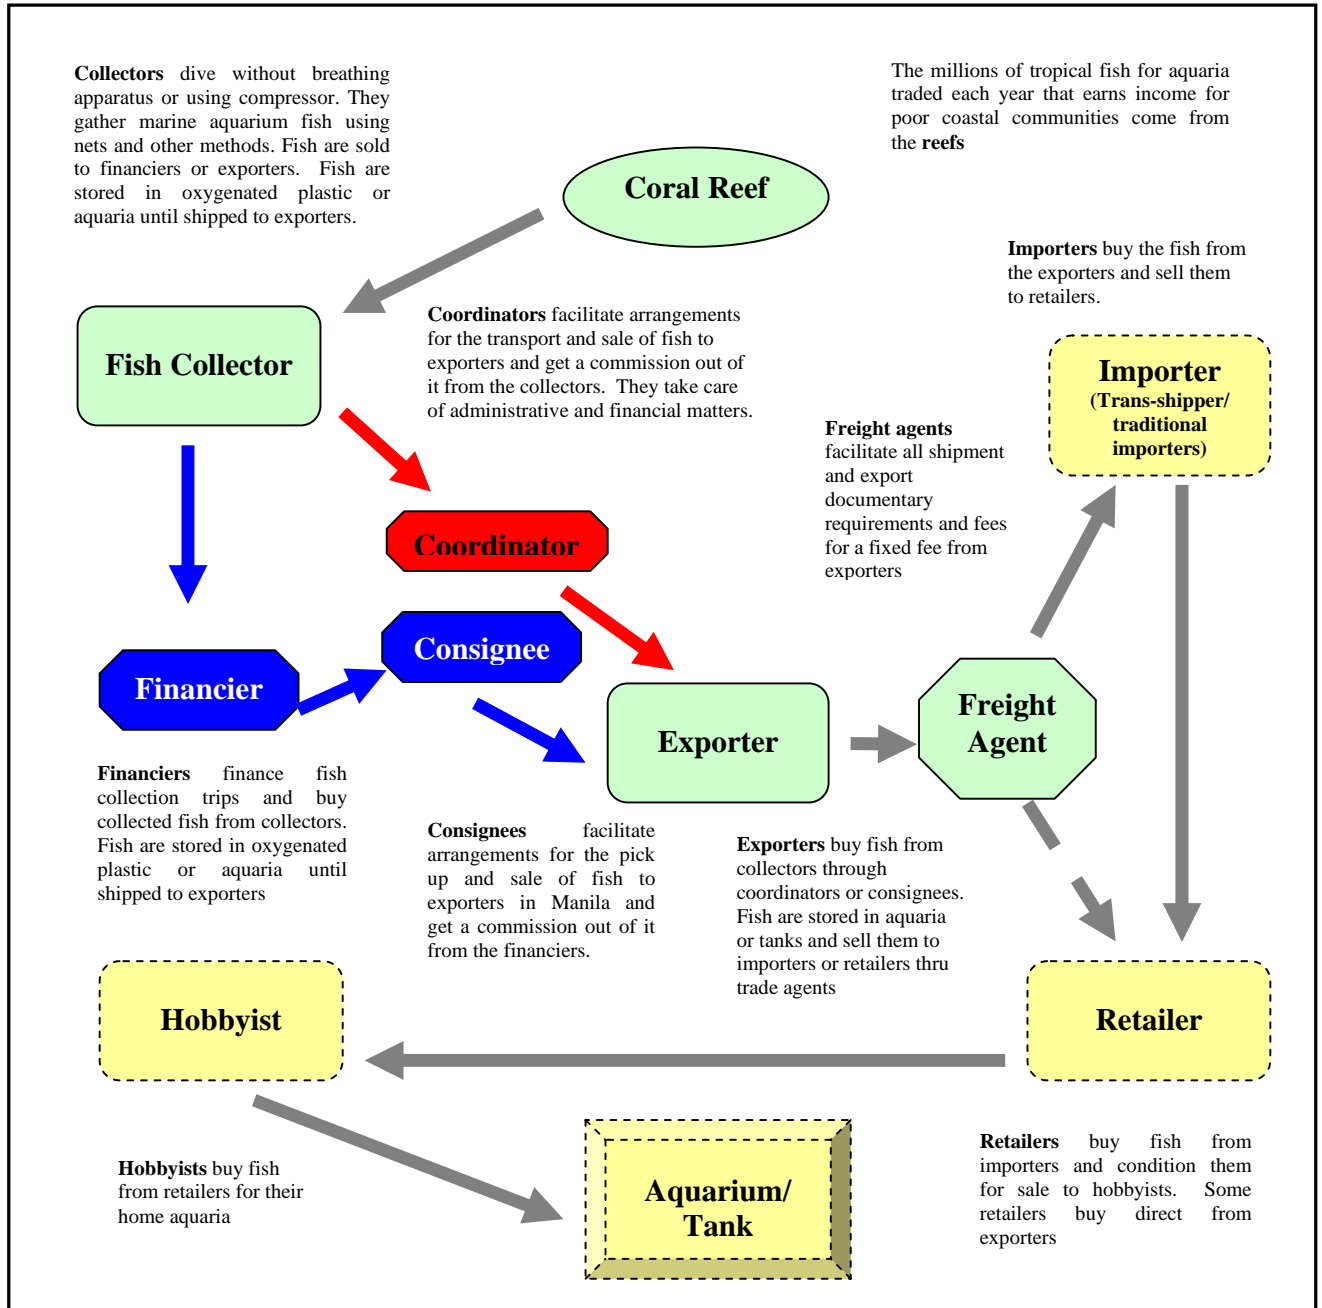 Collectors dive without breathing
apparatus or using compressor. They
gather marine aquarium fish using
nets and other methods. Fish are sold
to financiers or exporters. Fish are
stored in oxygenated plastic or
aquaria until shipped to exporters.
The millions of tropical fish for aquaria
traded each year that earns income for
poor coastal communities come from
the reefs
Coral Reef
Importers buy the fish from
the exporters and sell them
to retailers.
Fish Collector
Coordinators facilitate arrangements
for the transport and sale of fish to
exporters and get a commission out of
it from the collectors. They take care
of administrative and financial matters.
Importer
(Trans-shipper/
traditional
importers)
Freight agents
facilitate all shipment
and export
documentary
requirements and fees
for a fixed fee from
exporters
Coordinator
Consignee
Financier
Exporter
Freight
Agent
Financiers finance fish
collection trips and buy
collected fish from collectors.
Fish are stored in oxygenated
plastic or aquaria until
shipped to exporters
Consignees facilitate
arrangements for the pick
up and sale of fish to
exporters in Manila and
get a commission out of it
from the financiers.
Exporters buy fish from
collectors through
coordinators or consignees.
Fish are stored in aquaria
or tanks and sell them to
importers or retailers thru
trade agents
Hobbyist
Retailer
Hobbyists buy fish
from retailers for their
home aquaria
Aquarium/
Tank
Retailers buy fish from
importers and condition them
for sale to hobbyists. Some
retailers buy direct from
exporters